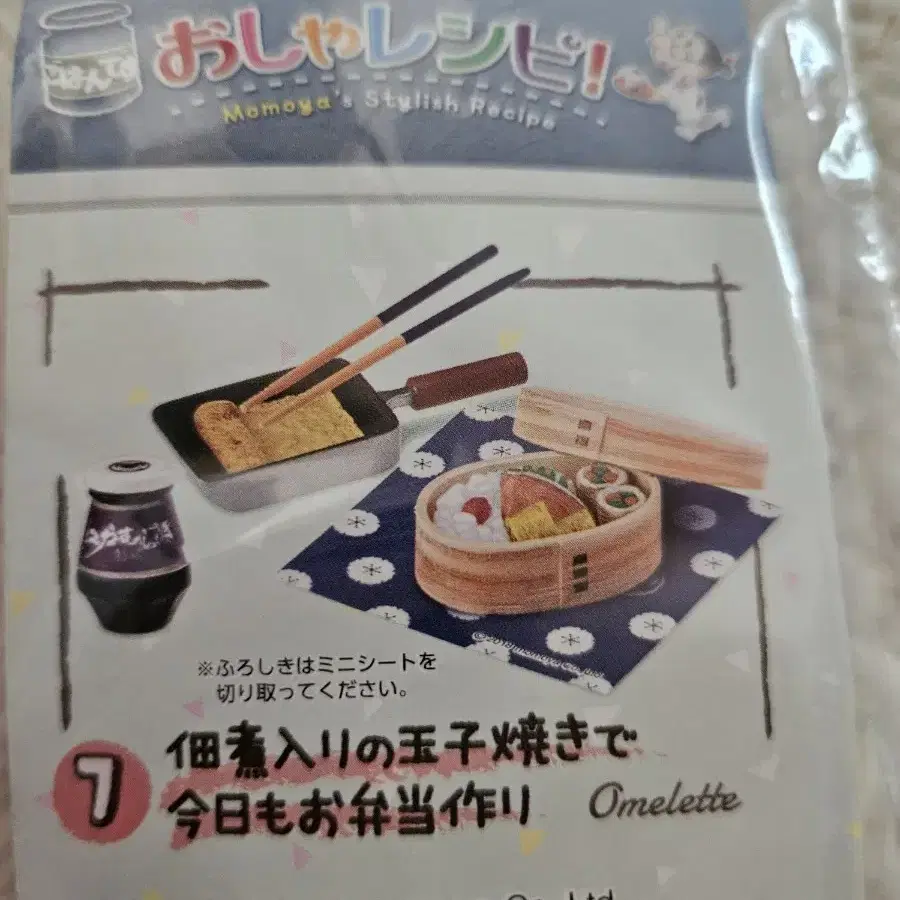 ごはんです
おしゃレシピ!
Momoya's Stylish Recipe
※ふろしきはミニシートを
切り取ってください。
7
佃煮入りの玉子焼きで
今日もお弁当作り
Omelette
Co., Ltd.